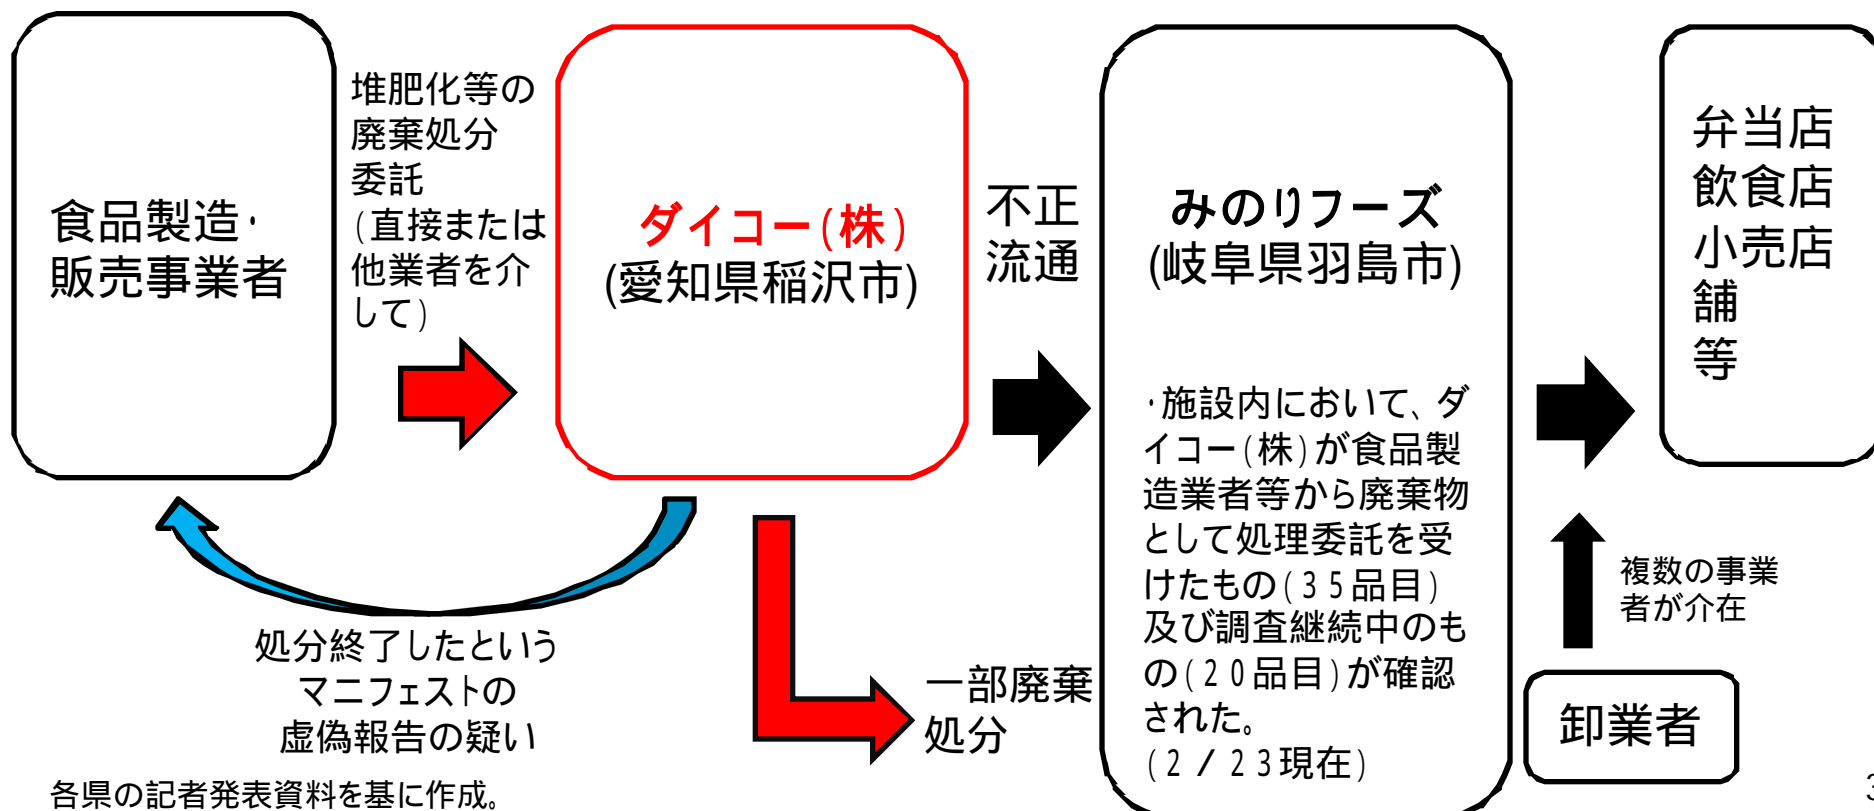 食品製造・
販売事業者
堆肥化等の
廃棄処分
委託
(直接または
他業者を介
して)
ダイコー(株)
(愛知県稲沢市)
不正
流通
みのりフーズ
(岐阜県羽島市)
・施設内において、ダ
イコー(株)が食品製
造業者等から廃棄物
として処理委託を受
けたもの(35品目)
及び調査継続中のも
の(20品目)が確認
された。
(2/23現在)
弁当店
飲食店
小売店
舗
等
複数の事業
者が介在
卸業者
処分終了したという
マニフェストの
虚偽報告の疑い
一部廃棄
処分
各県の記者発表資料を基に作成。
3